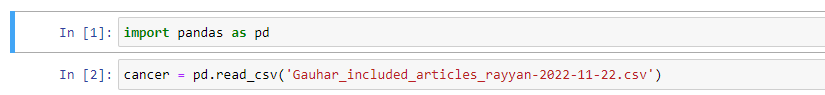 In [1]: import pandas as pd
In [2]: cancer = pd.read_csv('Gauhar_included_articles_rayyan-2022-11-22.csv')